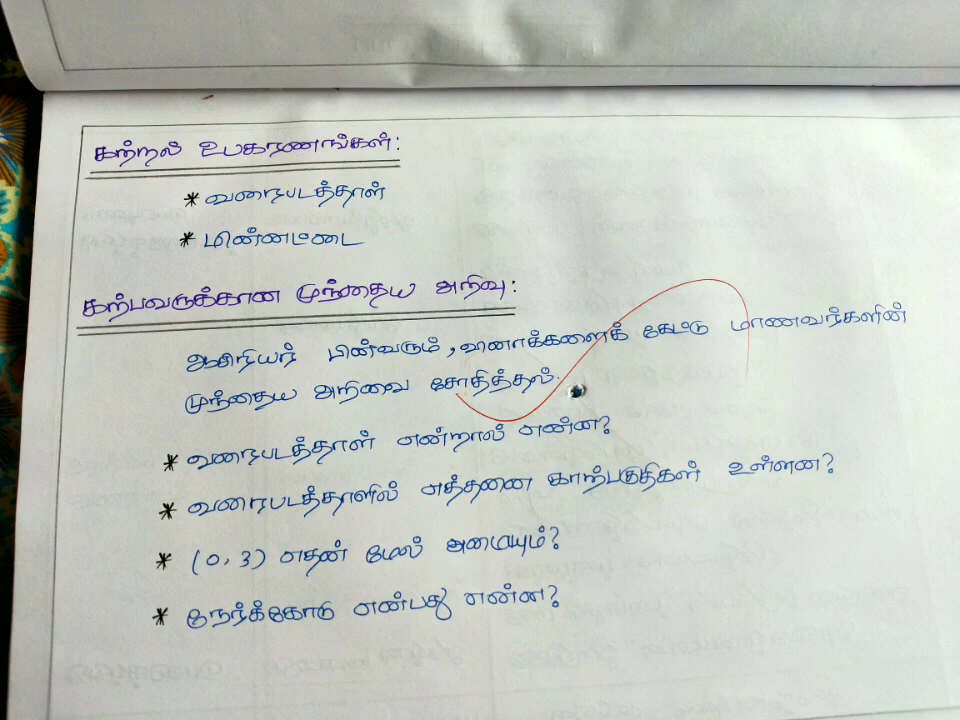 கற்றல் உபகரணங்கள்:
* வரைபடத்தாள்
* மின்னட்டை
கற்பவருக்கான முந்தைய அறிவு:
ஆசிரியர் பின்வரும், வினாக்களைக் கேட்டு மாணவர்களின்
முந்தைய அறிவை சோதித்தல்.
* வரைபடத்தாள் என்றால் என்ன?
* வரைபடத்தாளில் எத்தனை காற்பகுதிகள் உள்ளன?
* (0,3) எதன் மேல் அமையும்?
* நேர்க்கோடு என்பது என்ன?